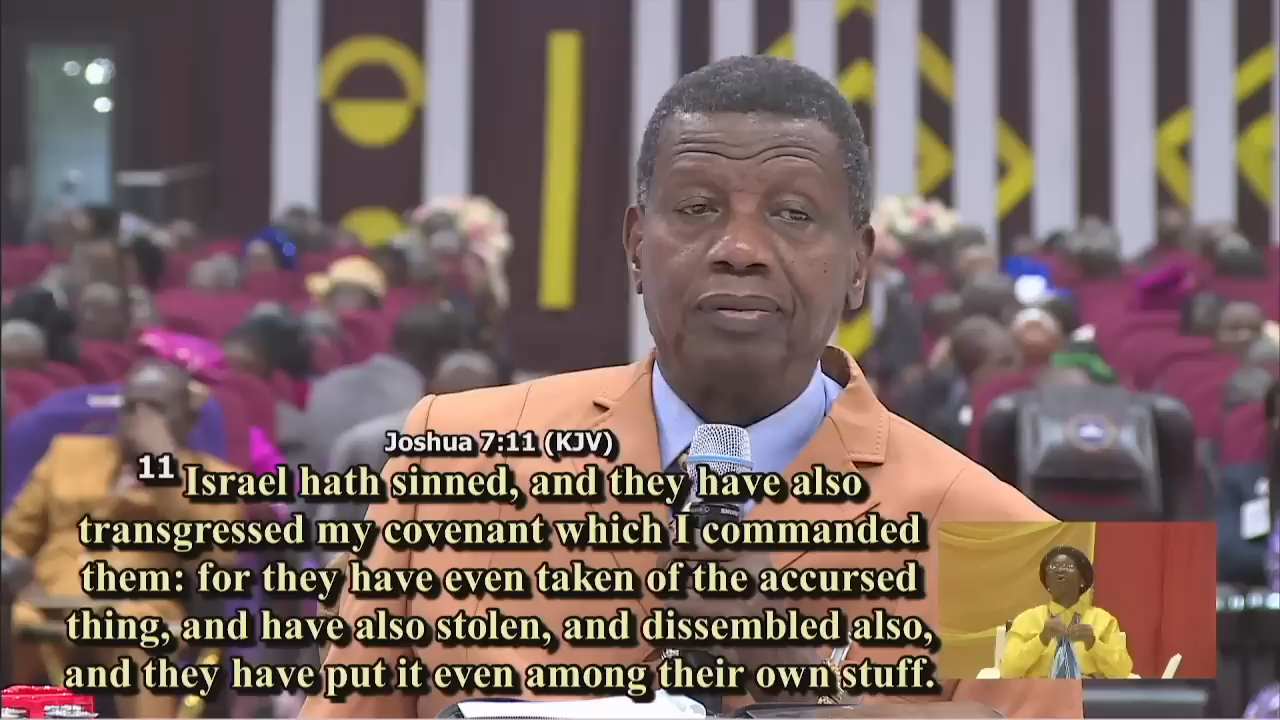 Joshua 7:11 (KJV)
11 Israel hath sinned, and they have also
transgressed my covenant which I commanded
them: for they have even taken of the accursed
thing, and have also stolen, and dissembled also,
and they have put it even among their own stuff.